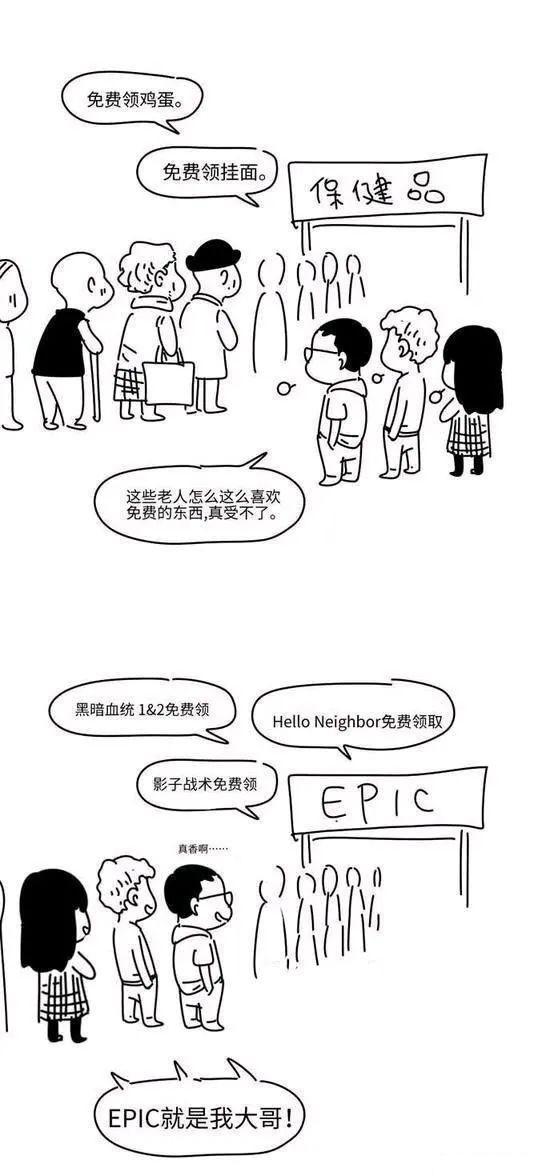 免费领鸡蛋。
免费领挂面。
保健品
这些老人怎么这么喜欢
免费的东西,真受不了。
黑暗血统 1&2免费领
Hello Neighbor免费领取
影子战术免费领
EPIC
真香啊……
EPIC就是我大哥!